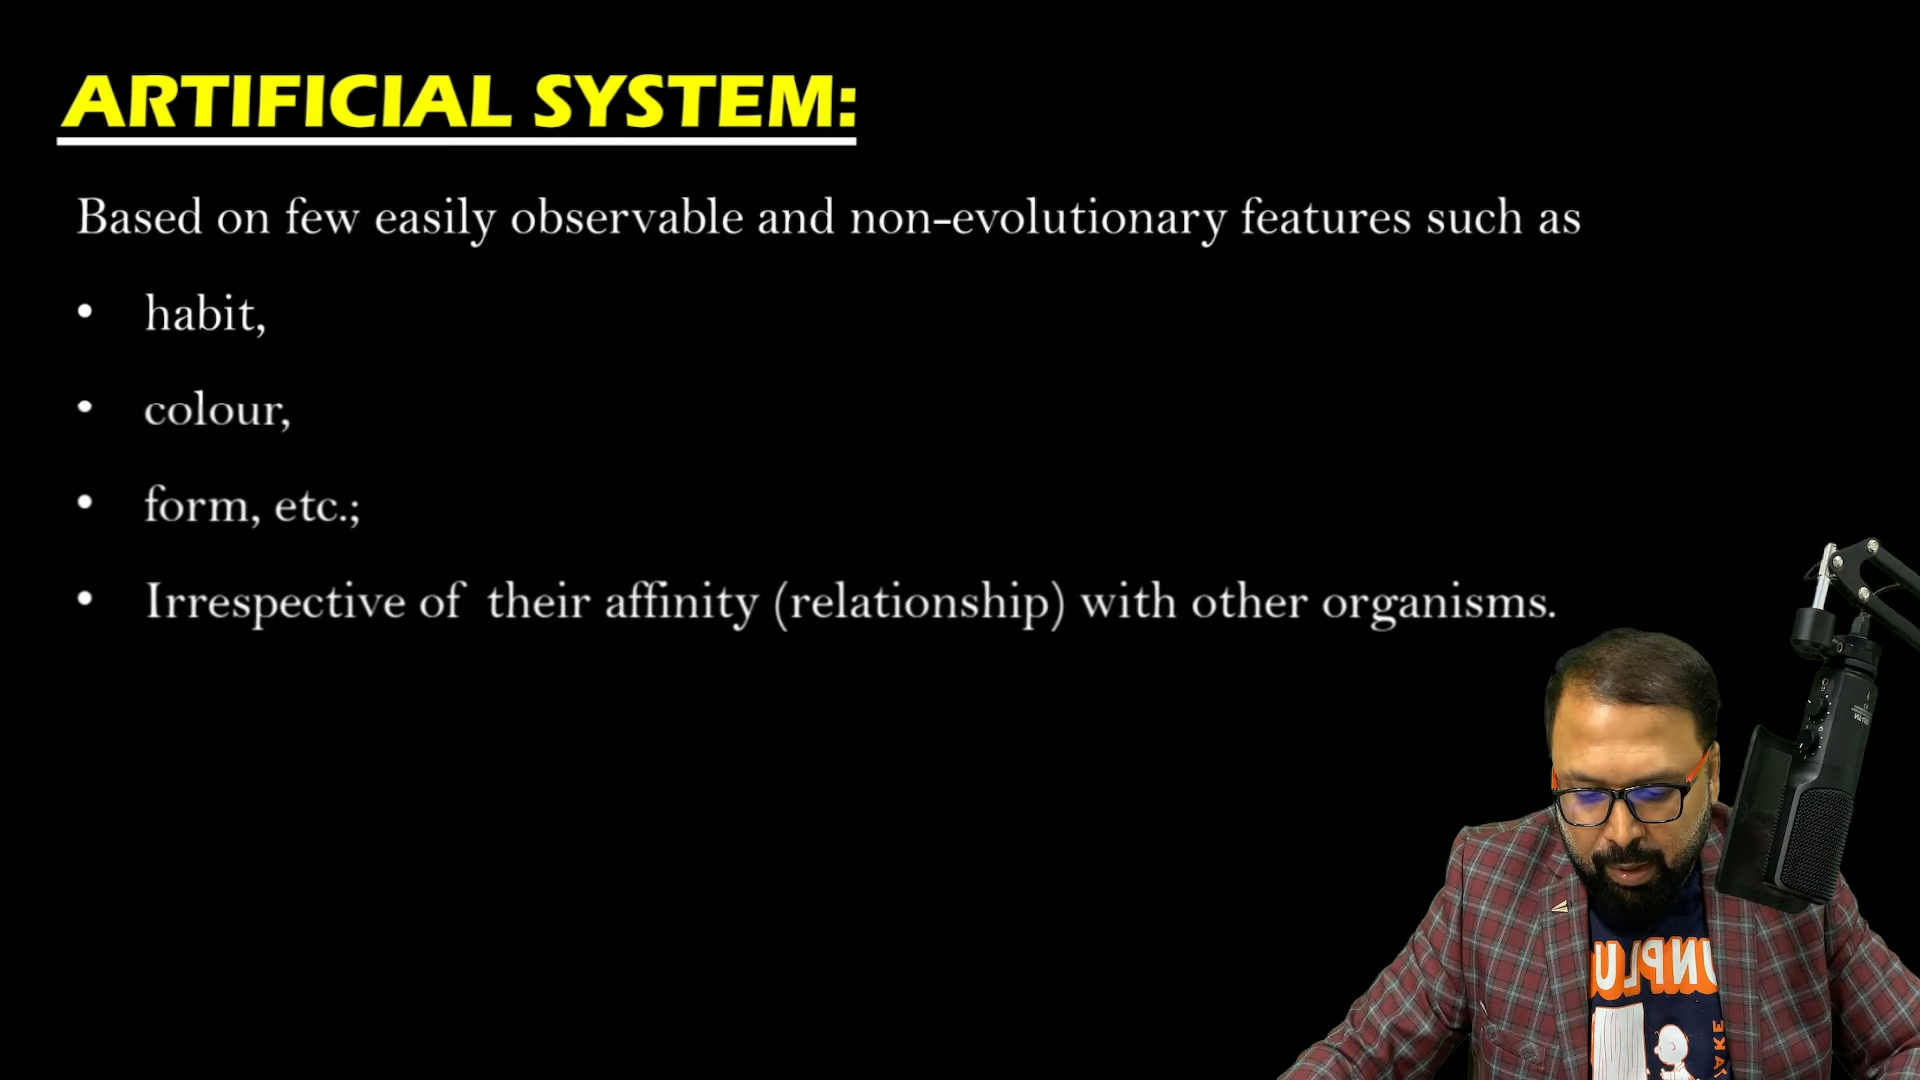 ARTIFICIAL SYSTEM:
Based on few easily observable and non-evolutionary features such as
• habit,
• colour,
• form, etc.;
• Irrespective of their affinity (relationship) with other organisms.
UNPLU